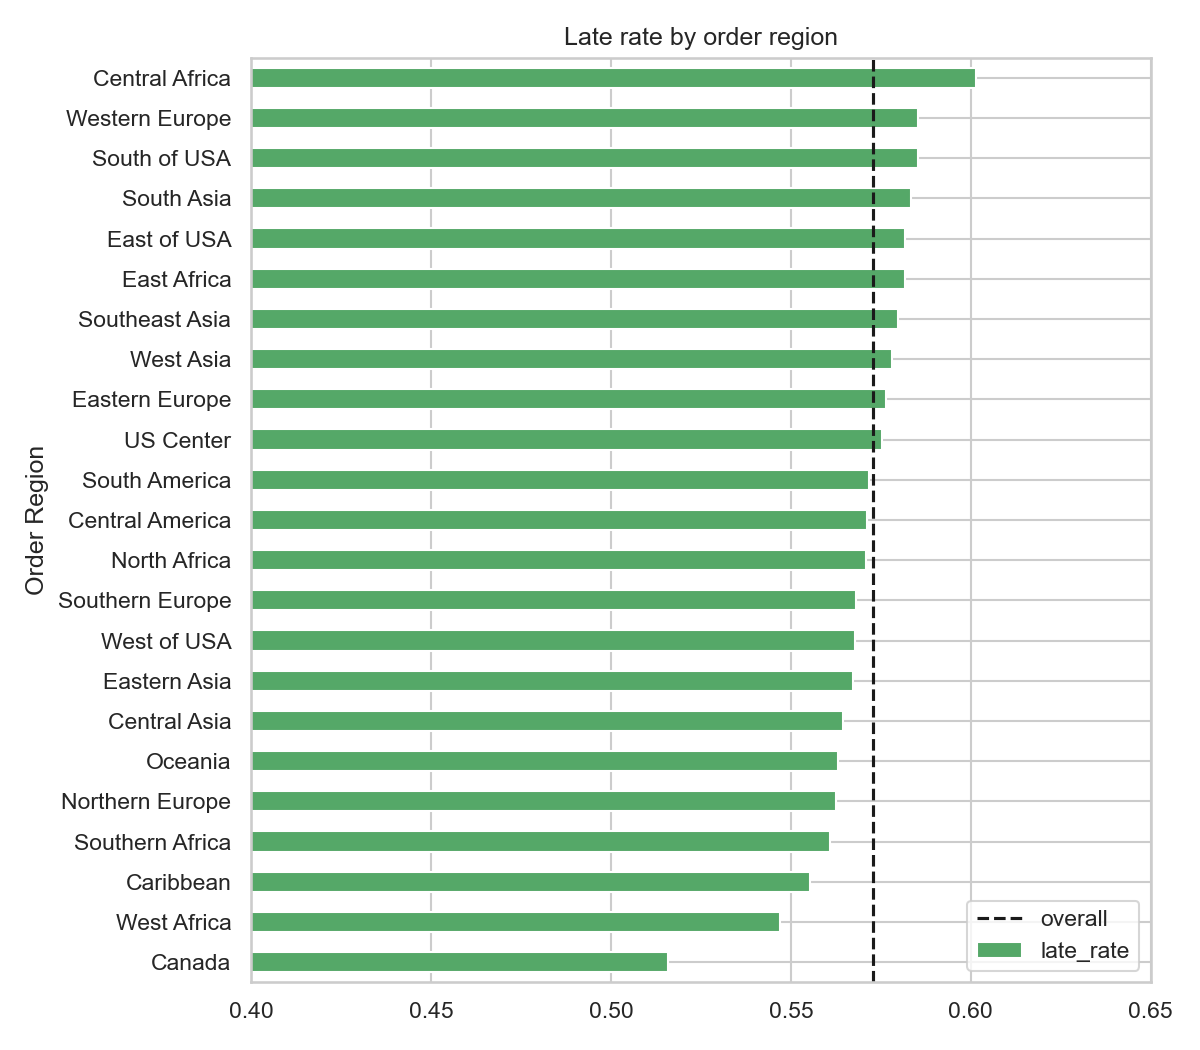 Late rate by order region
Order Region
Central Africa
Western Europe
South of USA
South Asia
East of USA
East Africa
Southeast Asia
West Asia
Eastern Europe
US Center
South America
Central America
North Africa
Southern Europe
West of USA
Eastern Asia
Central Asia
Oceania
Northern Europe
Southern Africa
Caribbean
West Africa
Canada
overall
late_rate
0.40 0.45 0.50 0.55 0.60 0.65